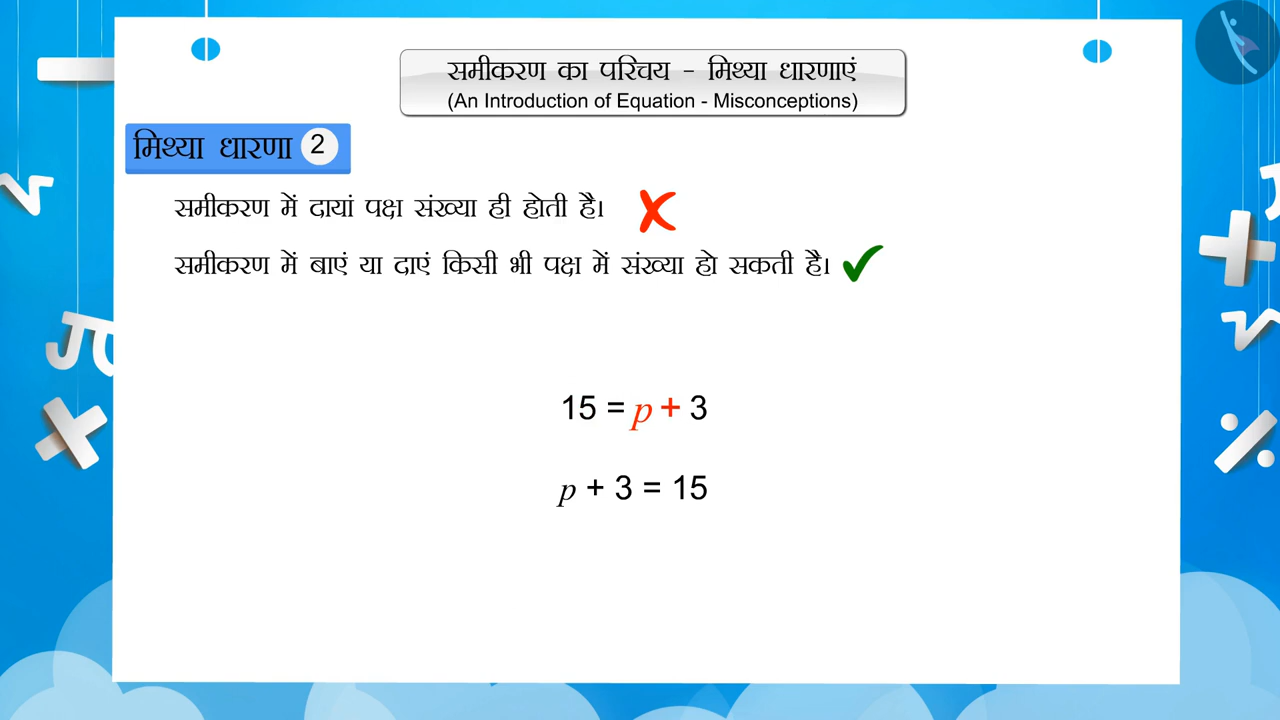 समीकरण का परिचय - मिथ्या धारणाएं
(An Introduction of Equation - Misconceptions)
मिथ्या धारणा 2
समीकरण में दायां पक्ष संख्या ही होती है।
समीकरण में बाएं या दाएं किसी भी पक्ष में संख्या हो सकती है।
15 = p + 3
p + 3 = 15